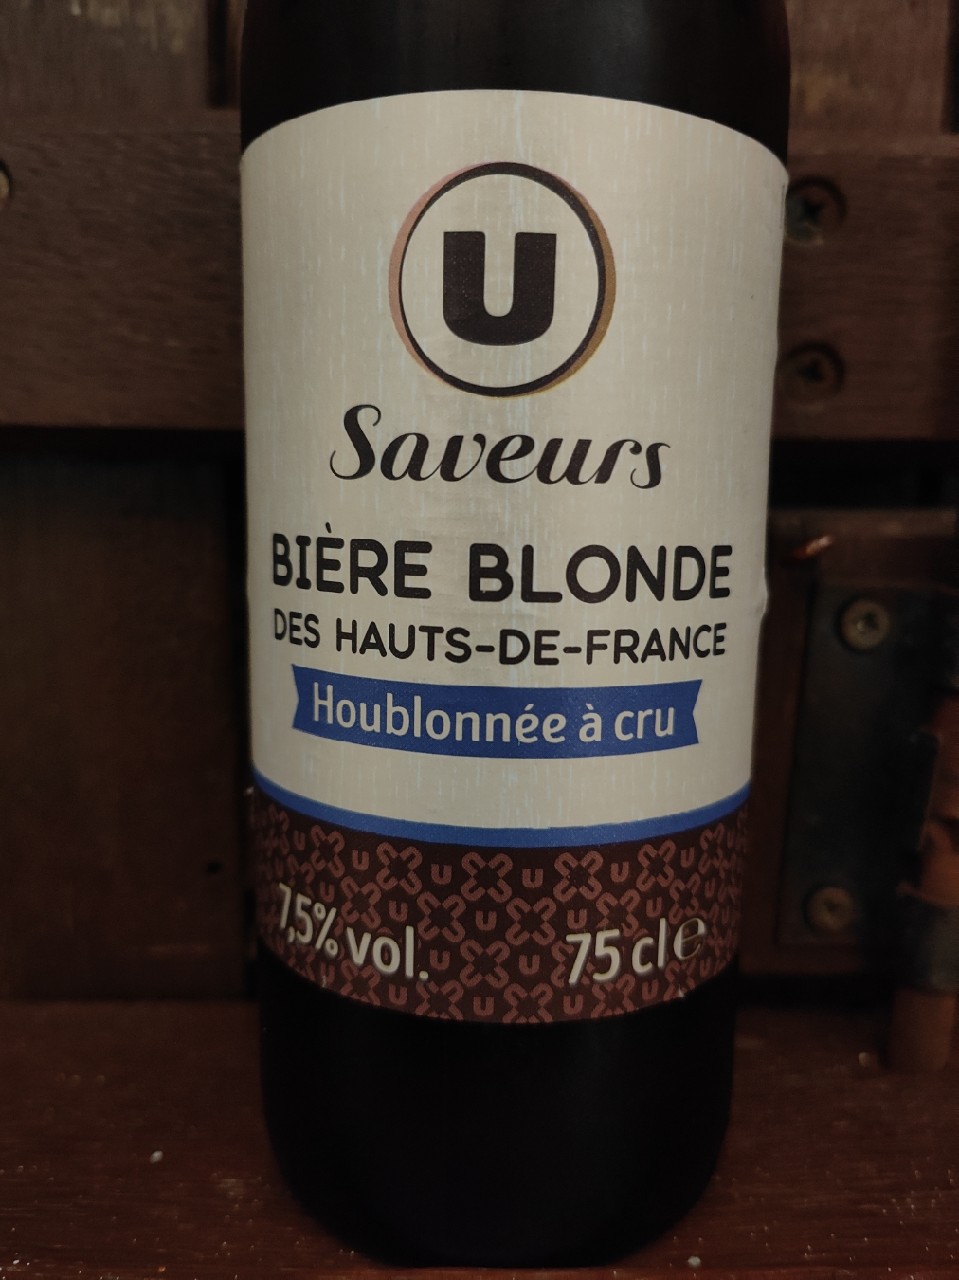 U
Saveurs
BIÈRE BLONDE
DES HAUTS-DE-FRANCE
Houblonnée à cru
7,5% vol.
75 cl e